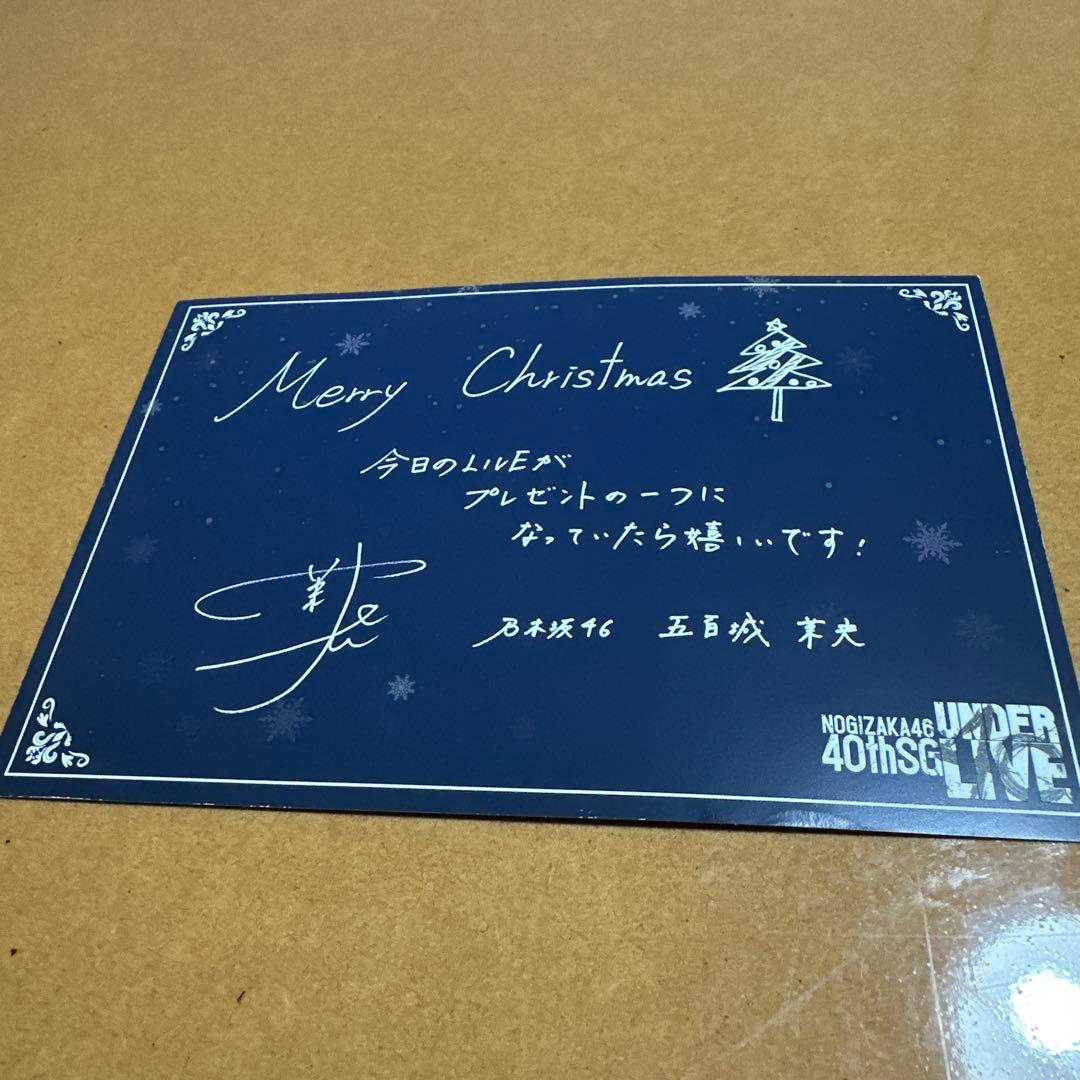 Merry Christmas
今日のLIVEが
プレゼントの一つに
なっていたら嬉しいです!
乃木坂46 五百城 茉央
NOGIZAKA46
40thSG
UNDER
LIVE